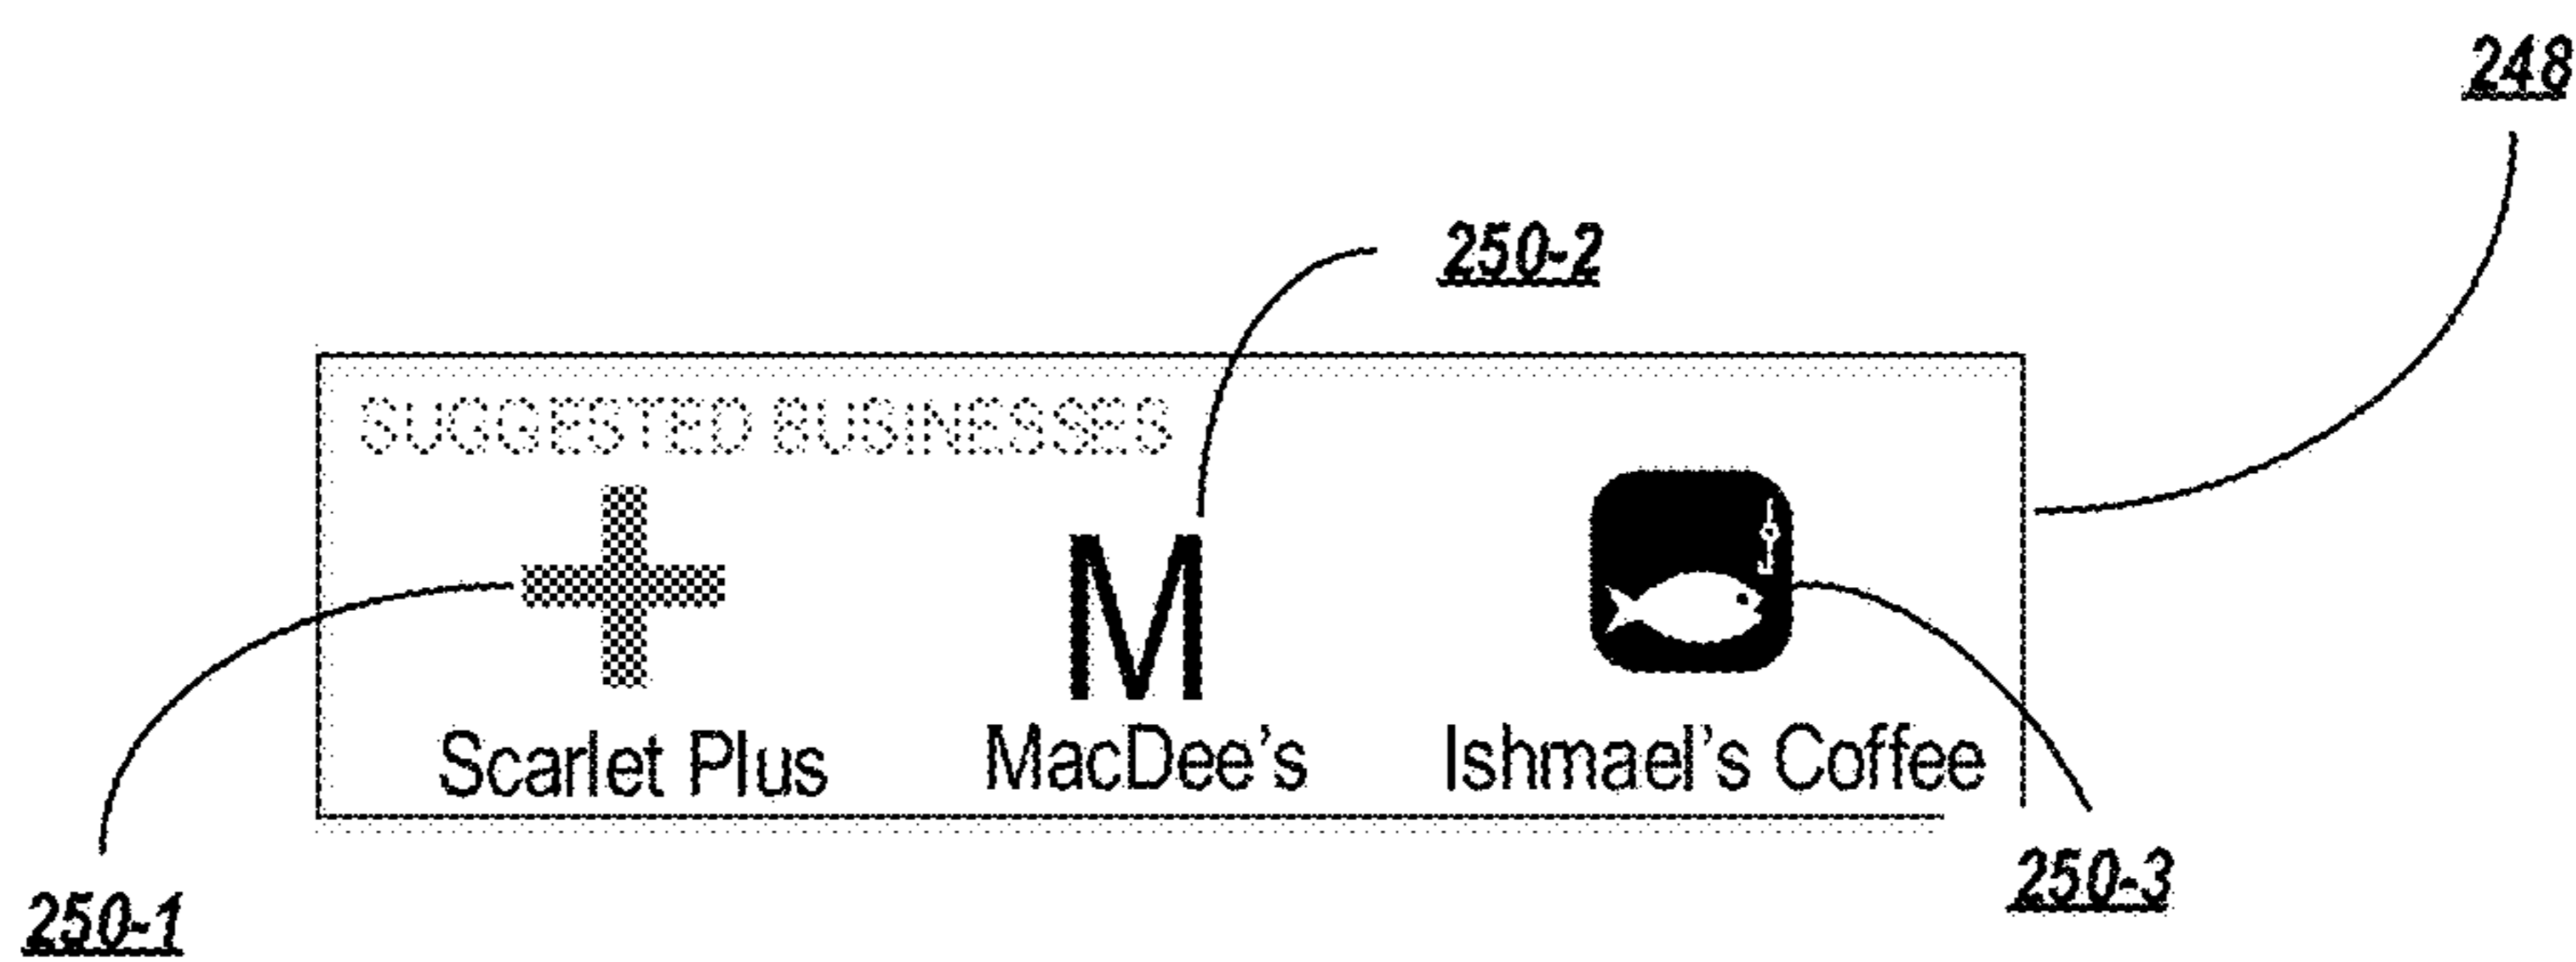 248
250-2
SUGGESTED BUSINESSES
M
Scarlet Plus MacDee's Ishmael's Coffee
250-1 250-3